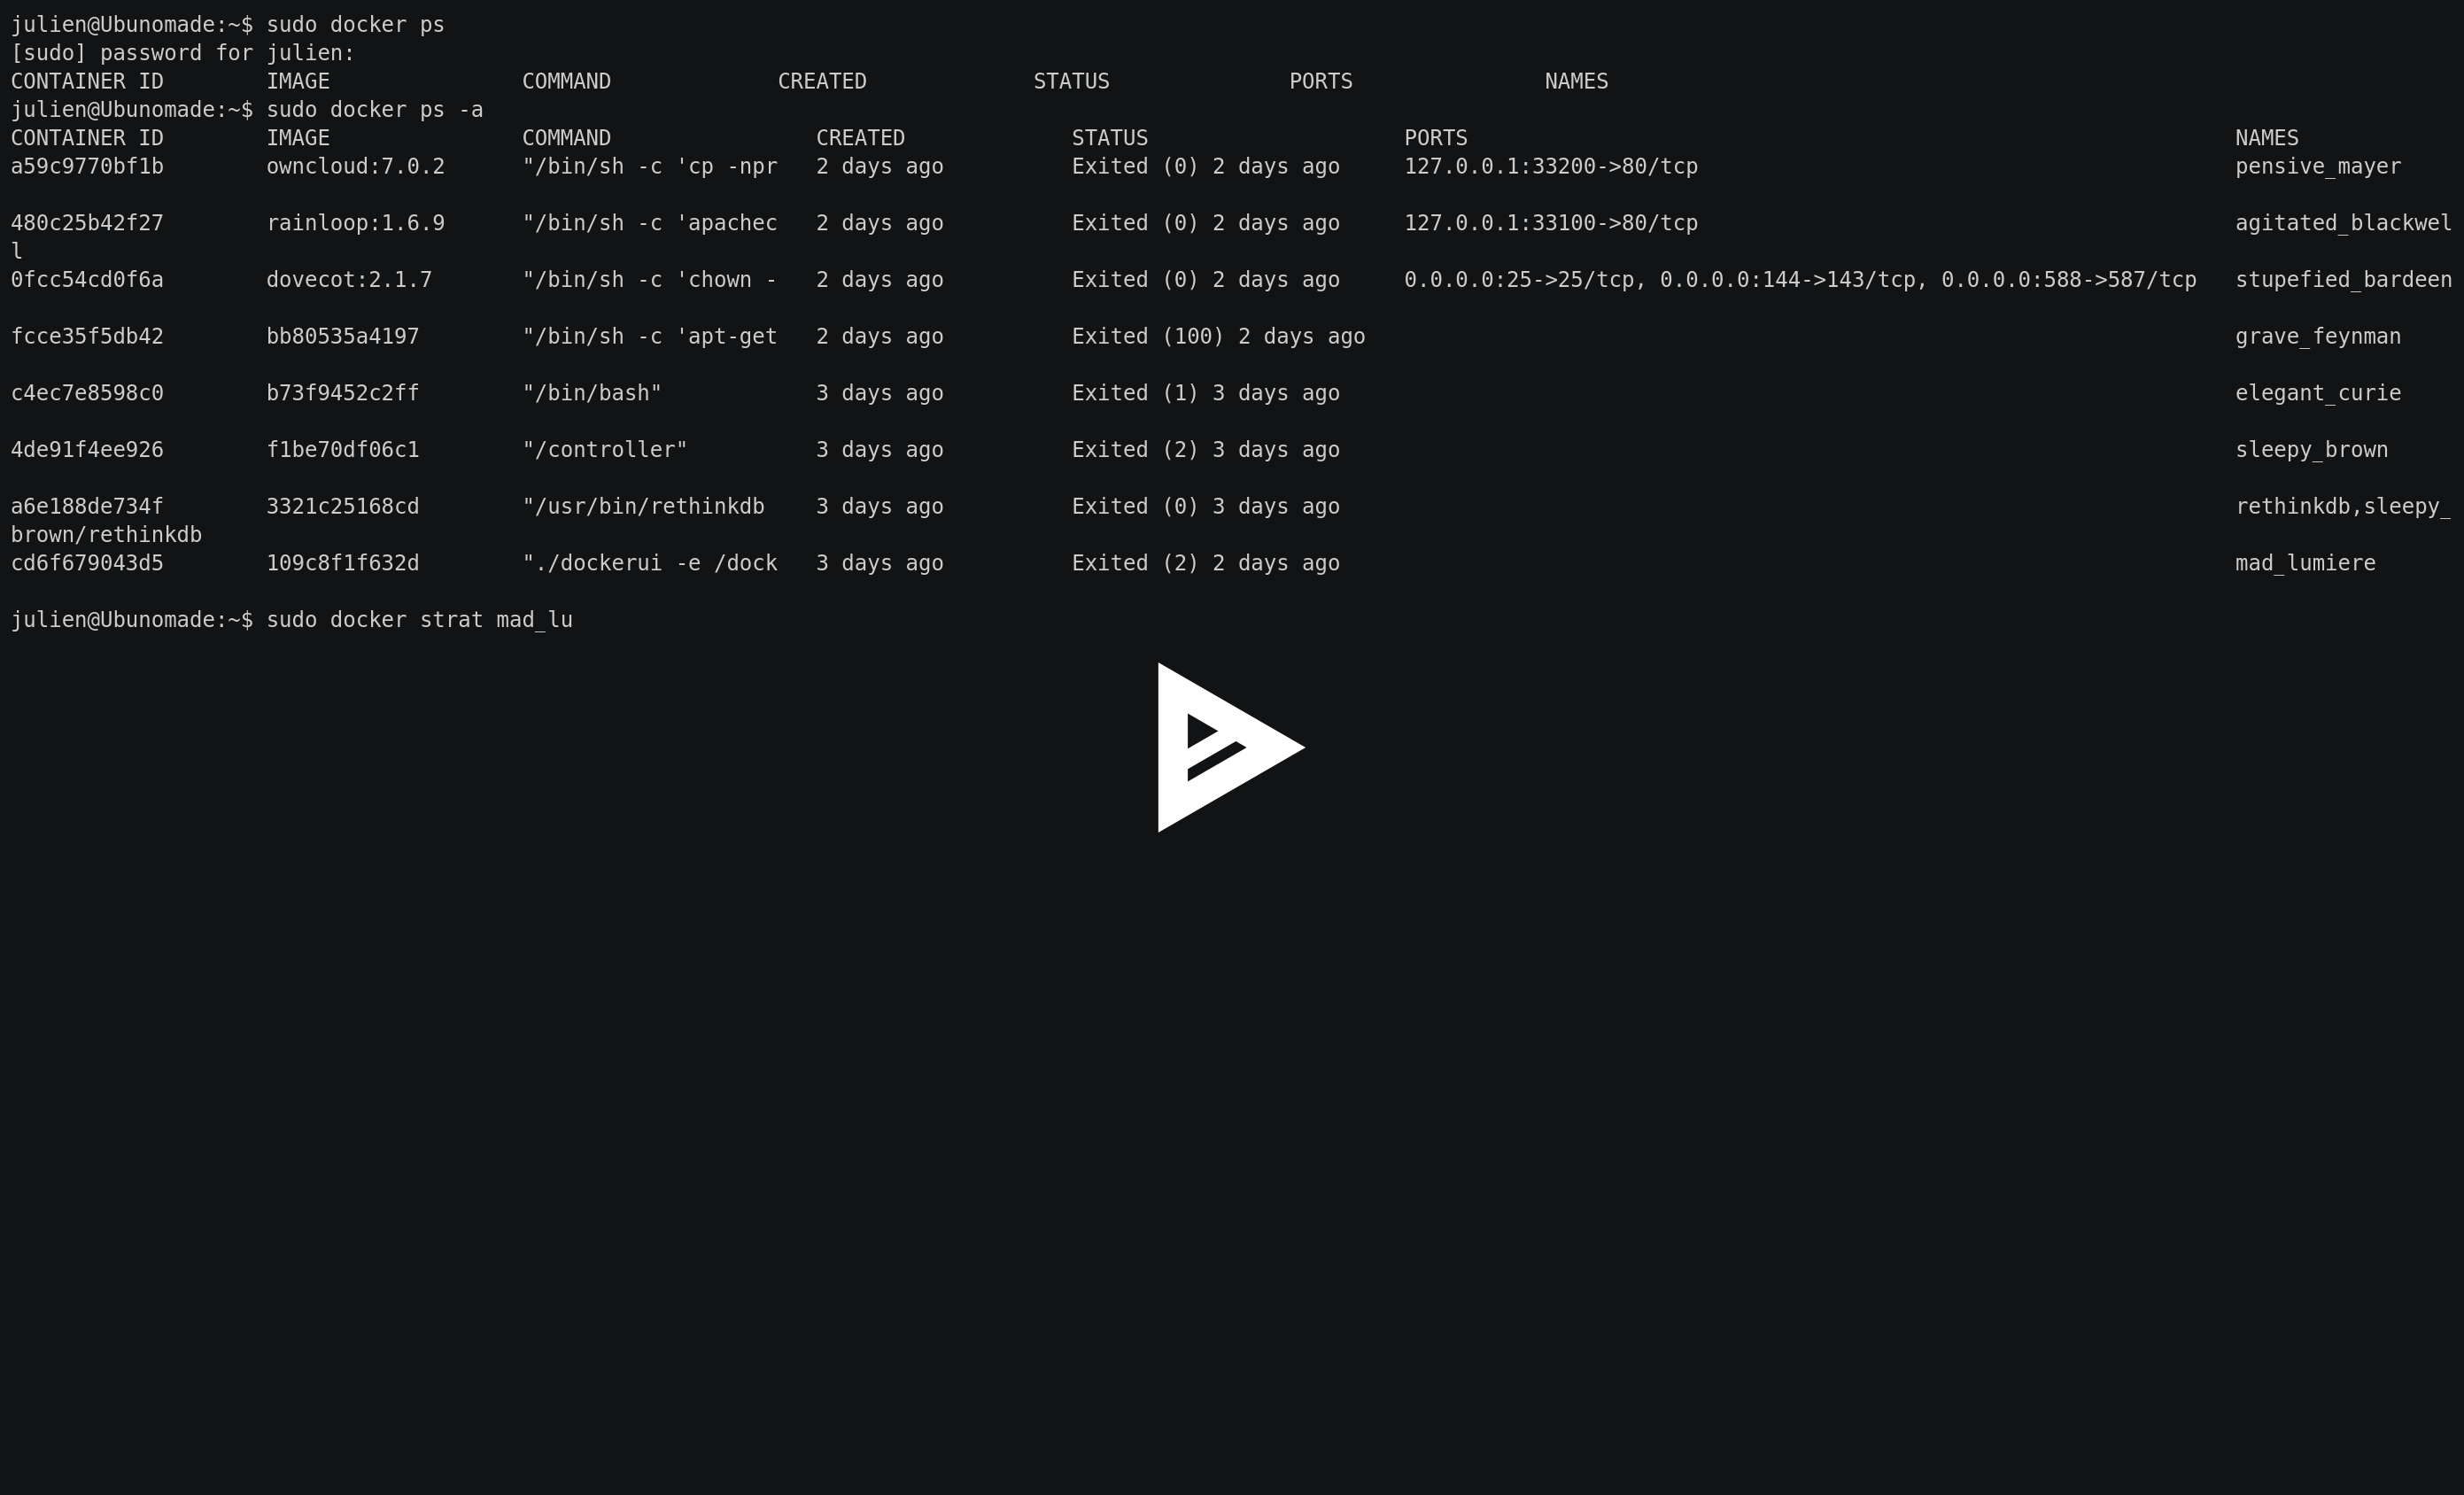 julien@Ubunomade:~$ sudo docker ps
[sudo] password for julien:
CONTAINER ID        IMAGE               COMMAND             CREATED             STATUS              PORTS               NAMES
julien@Ubunomade:~$ sudo docker ps -a
CONTAINER ID        IMAGE               COMMAND                CREATED             STATUS                    PORTS                                                            NAMES
a59c9770bf1b        owncloud:7.0.2      "/bin/sh -c 'cp -npr   2 days ago          Exited (0) 2 days ago     127.0.0.1:33200->80/tcp                                          pensive_mayer
480c25b42f27        rainloop:1.6.9      "/bin/sh -c 'apachec   2 days ago          Exited (0) 2 days ago     127.0.0.1:33100->80/tcp                                          agitated_blackwel
l
0fcc54cd0f6a        dovecot:2.1.7       "/bin/sh -c 'chown -   2 days ago          Exited (0) 2 days ago     0.0.0.0:25->25/tcp, 0.0.0.0:144->143/tcp, 0.0.0.0:588->587/tcp   stupefied_bardeen
fcce35f5db42        bb80535a4197        "/bin/sh -c 'apt-get   2 days ago          Exited (100) 2 days ago                                                                    grave_feynman
c4ec7e8598c0        b73f9452c2ff        "/bin/bash"            3 days ago          Exited (1) 3 days ago                                                                      elegant_curie
4de91f4ee926        f1be70df06c1        "/controller"          3 days ago          Exited (2) 3 days ago                                                                      sleepy_brown
a6e188de734f        3321c25168cd        "/usr/bin/rethinkdb    3 days ago          Exited (0) 3 days ago                                                                      rethinkdb,sleepy_
brown/rethinkdb
cd6f679043d5        109c8f1f632d        "./dockerui -e /dock   3 days ago          Exited (2) 2 days ago                                                                      mad_lumiere
julien@Ubunomade:~$ sudo docker strat mad_lu